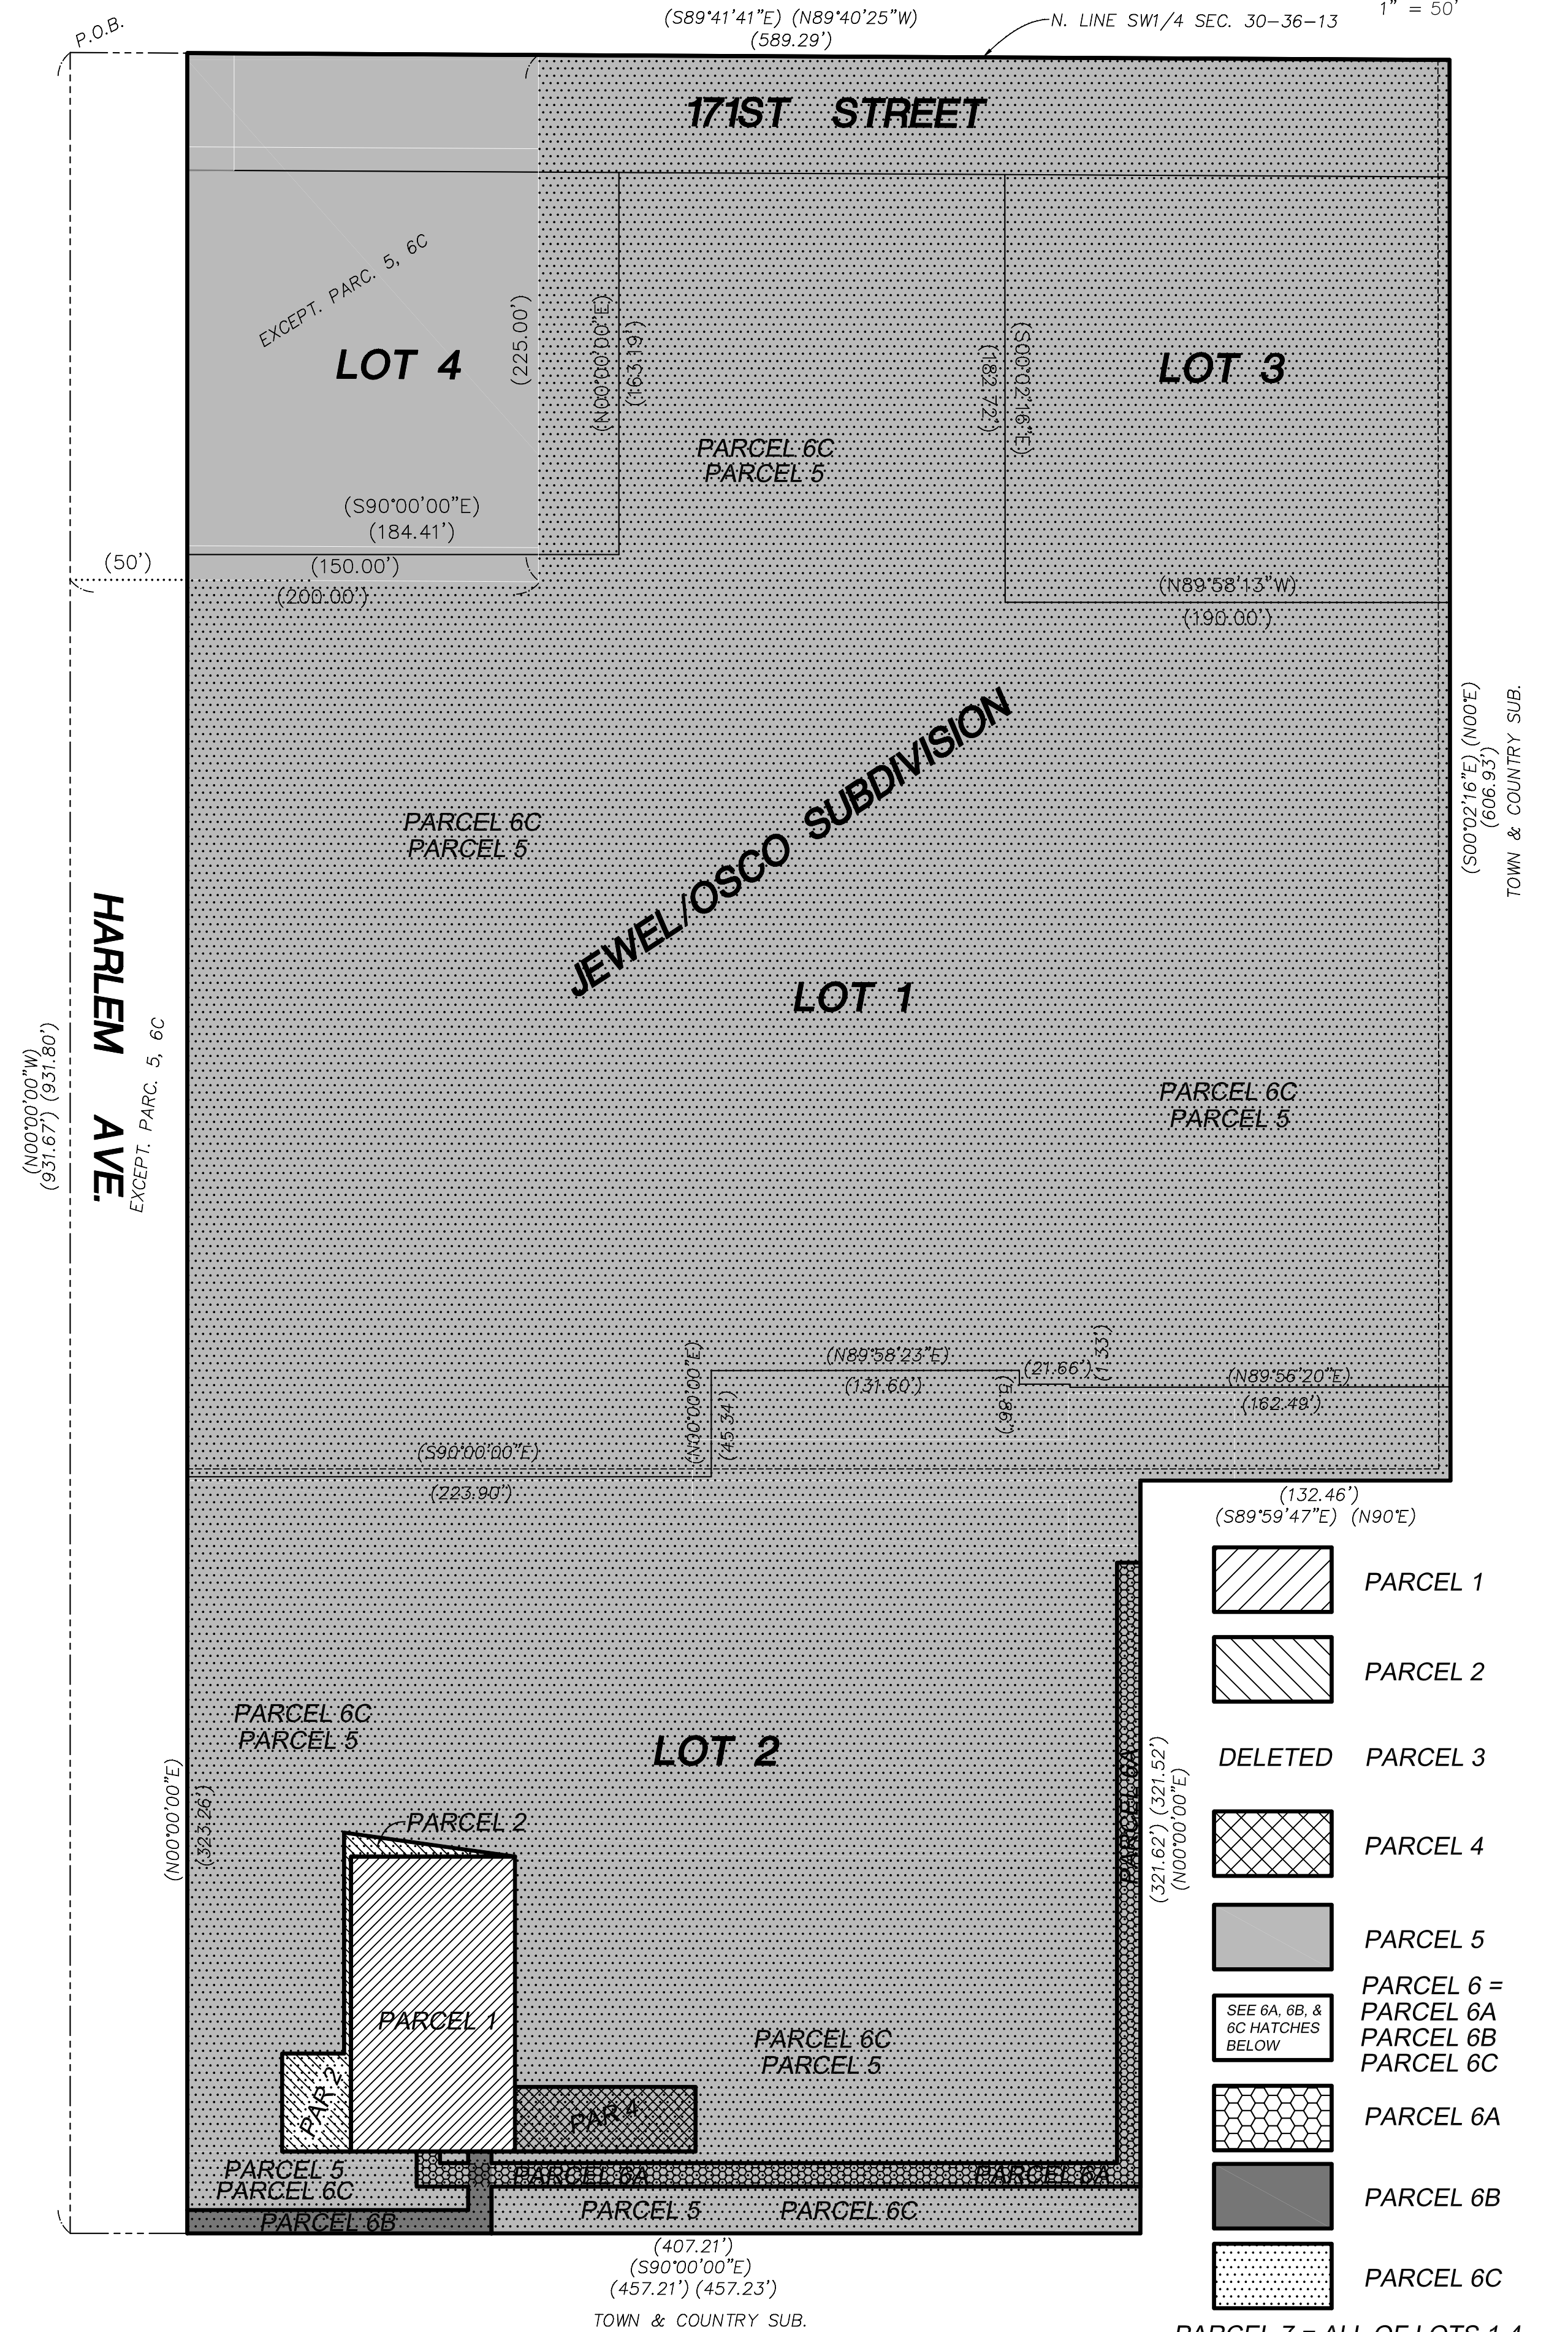 (S89°41'41"E) (N89°40'25"W)
(589.29')
N. LINE SW1/4 SEC. 30-36-13
1" = 50'
P.O.B.
171ST STREET
EXCEPT. PARC. 5, 6C
LOT 4
(225.00')
(N00°00'00"E)
(163.19')
(182.72')
(S00°02'16"E)
LOT 3
PARCEL 6C
PARCEL 5
(S90°00'00"E)
(184.41')
(50')
(150.00')
(200.00')
(N89°58'13"W)
(190.00')
(S00°02'16"E) (N00°E)
(606.93')
TOWN & COUNTRY SUB.
JEWEL/OSCO SUBDIVISION
PARCEL 6C
PARCEL 5
LOT 1
HARLEM AVE.
EXCEPT. PARC. 5, 6C
(N00°00'00"W)
(931.67') (931.80')
PARCEL 6C
PARCEL 5
(N89°58'23"E)
(131.60')
(21.66')
(1.33')
(5.86')
(N89°56'20"E)
(162.49')
(N00°00'00"E)
(45.34')
(S90°00'00"E)
(223.90')
(132.46')
(S89°59'47"E) (N90°E)
PARCEL 6C
PARCEL 5
LOT 2
PARCEL 6A
(321.62') (321.52')
(N00°00'00"E)
(N00°00'00"E)
(323.26')
PARCEL 2
PARCEL 1
PAR 2
PAR 4
PARCEL 6C
PARCEL 5
PARCEL 5
PARCEL 6C
PARCEL 6A
PARCEL 6A
PARCEL 6B
PARCEL 5
PARCEL 6C
(407.21')
(S90°00'00"E)
(457.21') (457.23')
TOWN & COUNTRY SUB.
PARCEL 1
PARCEL 2
DELETED PARCEL 3
PARCEL 4
PARCEL 5
SEE 6A, 6B, &
6C HATCHES
BELOW
PARCEL 6 =
PARCEL 6A
PARCEL 6B
PARCEL 6C
PARCEL 6A
PARCEL 6B
PARCEL 6C
PARCEL 7 = ALL OF LOTS 1-4